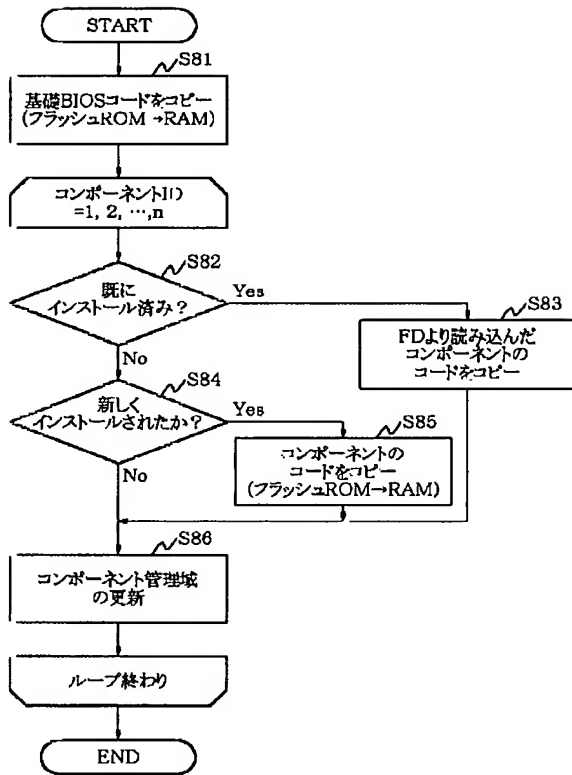 START
S81
基礎BIOSコードをコピー
(フラッシュROM→RAM)
コンポーネントID
=1, 2, …,n
S82
既に
インストール済み？
Yes
No
S83
FDより読み込んだ
コンポーネントの
コードをコピー
S84
新しく
インストールされたか？
Yes
No
S85
コンポーネントの
コードをコピー
(フラッシュROM→RAM)
S86
コンポーネント管理域
の更新
ループ終わり
END